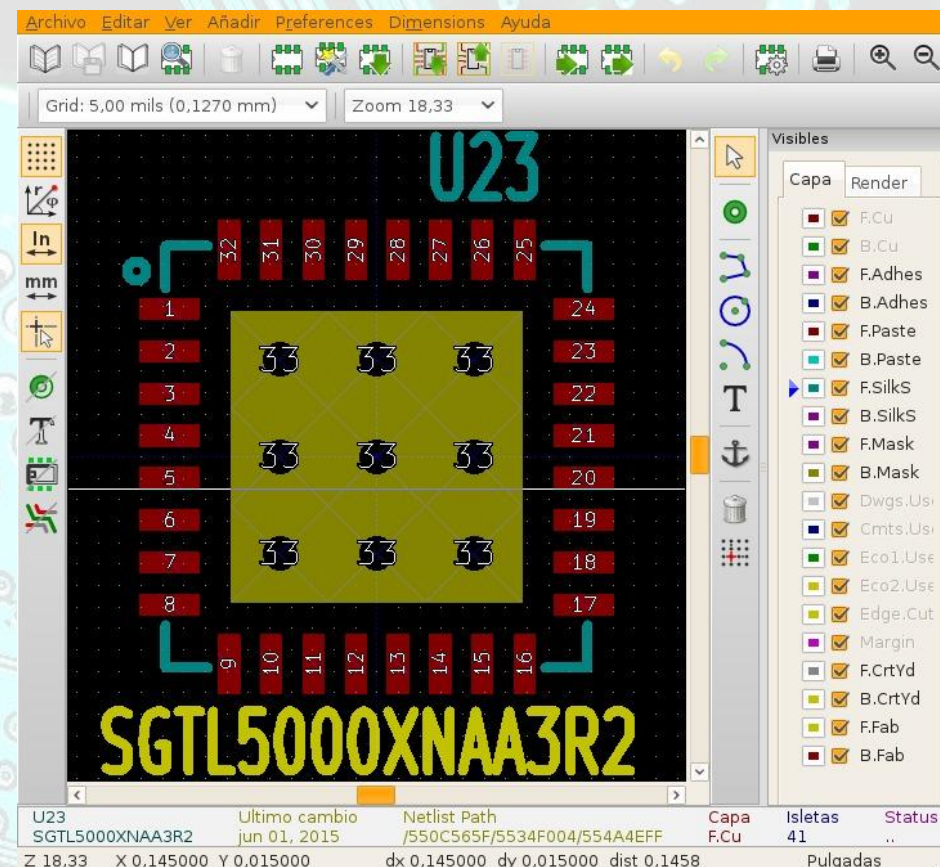 Archivo Editar Ver Añadir Preferences Dimensions Ayuda
Grid: 5,00 mils (0,1270 mm) Zoom 18,33
Visibles
Capa Render
In
mm
U23
32 31 30 29 28 27 26 25
1 24
2 23
3 22
4 21
5 20
6 19
7 18
8 17
33 33 33
33 33 33
33 33 33
9 10 11 12 13 14 15 16
SGTL5000XNAA3R2
T
F.Cu
B.Cu
F.Adhes
B.Adhes
F.Paste
B.Paste
F.SilkS
B.SilkS
F.Mask
B.Mask
Dwgs.Us
Cmts.Us
Eco1.Use
Eco2.Use
Edge.Cut
Margin
F.CrtYd
B.CrtYd
F.Fab
B.Fab
U23 Ultimo cambio Netlist Path Capa Isletas Status
SGTL5000XNAA3R2 jun 01, 2015 /550C565F/5534F004/554A4EFF F.Cu 41 ..
Z 18,33 X 0,145000 Y 0,015000 dx 0,145000 dy 0,015000 dist 0,1458 Pulgadas